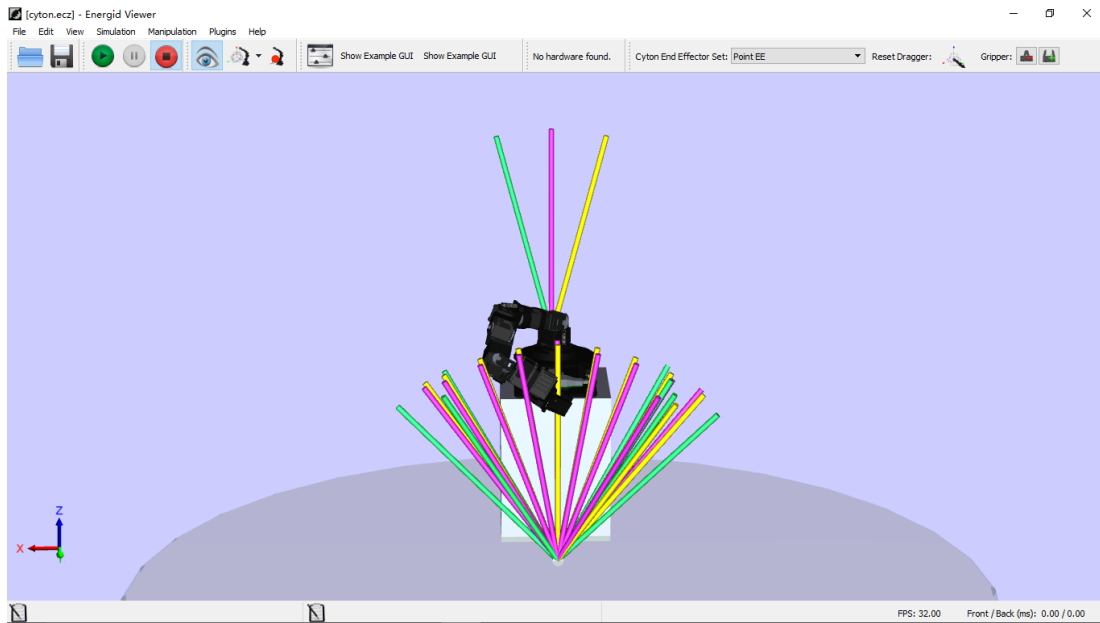 [cyton.ecz] - Energid Viewer
File Edit View Simulation Manipulation Plugins Help
Show Example GUI Show Example GUI No hardware found. Cyton End Effector Set: Point EE Reset Dragger: Gripper:
Z
X
FPS: 32.00 Front / Back (ms): 0.00 / 0.00